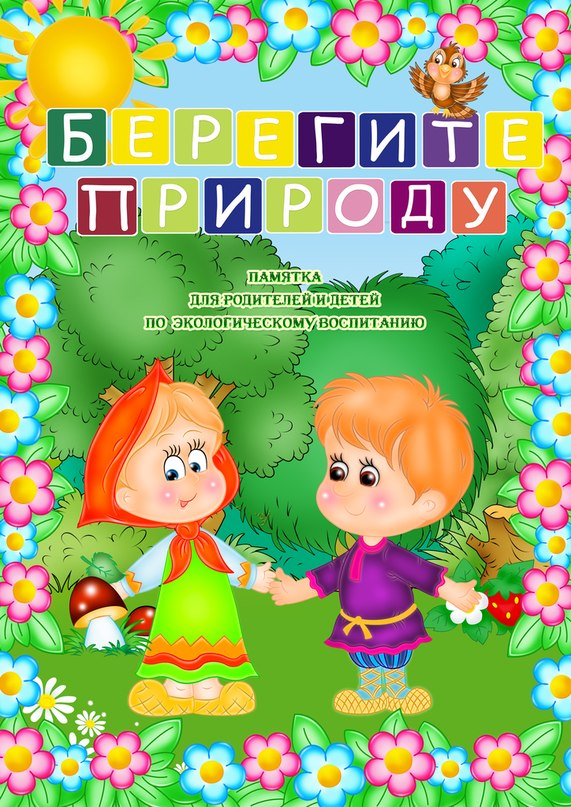 БЕРЕГИТЕ
ПРИРОДУ
ПАМЯТКА
ДЛЯ РОДИТЕЛЕЙ И ДЕТЕЙ
ПО ЭКОЛОГИЧЕСКОМУ ВОСПИТАНИЮ